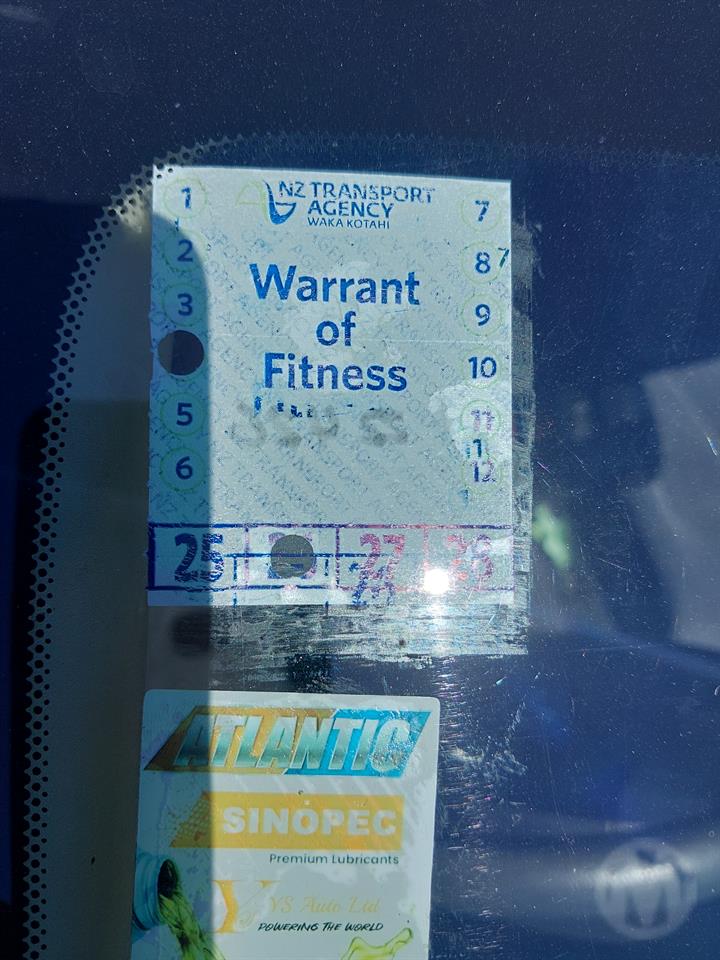 NZ TRANSPORT
AGENCY
WAKA KOTAHI
Warrant
of
Fitness
1
2
3
5
6
7
8
9
10
11
12
25
27
28
ATLANTIC
SINOPEC
Premium Lubricants
YS Auto Ltd
POWERING THE WORLD